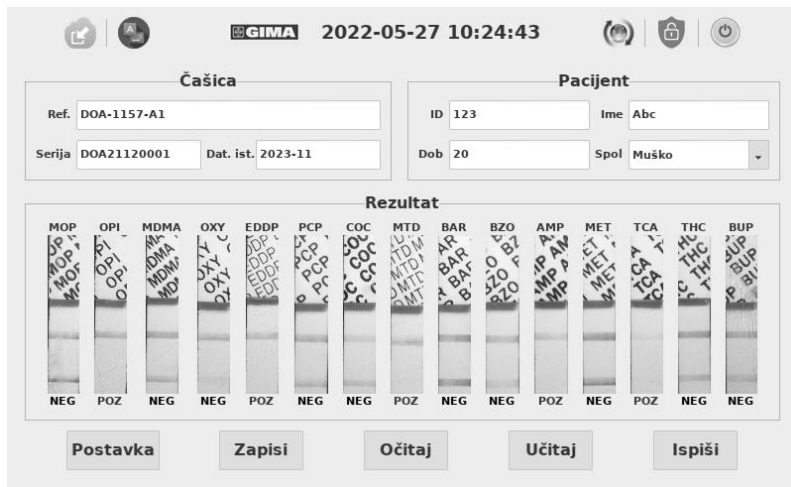 GIMA 2022-05-27 10:24:43
Čašica
Pacijent
Ref. DOA-1157-A1
ID 123 Ime Abc
Serija DOA21120001 Dat. ist. 2023-11
Dob 20 Spol Muško
Rezultat
MOP OPI MDMA OXY EDDP PCP COC MTD BAR BZO AMP MET TCA THC BUP
NEG POZ NEG NEG POZ NEG NEG POZ NEG NEG POZ NEG POZ NEG NEG
Postavka Zapisi Očitaj Učitaj Ispiši